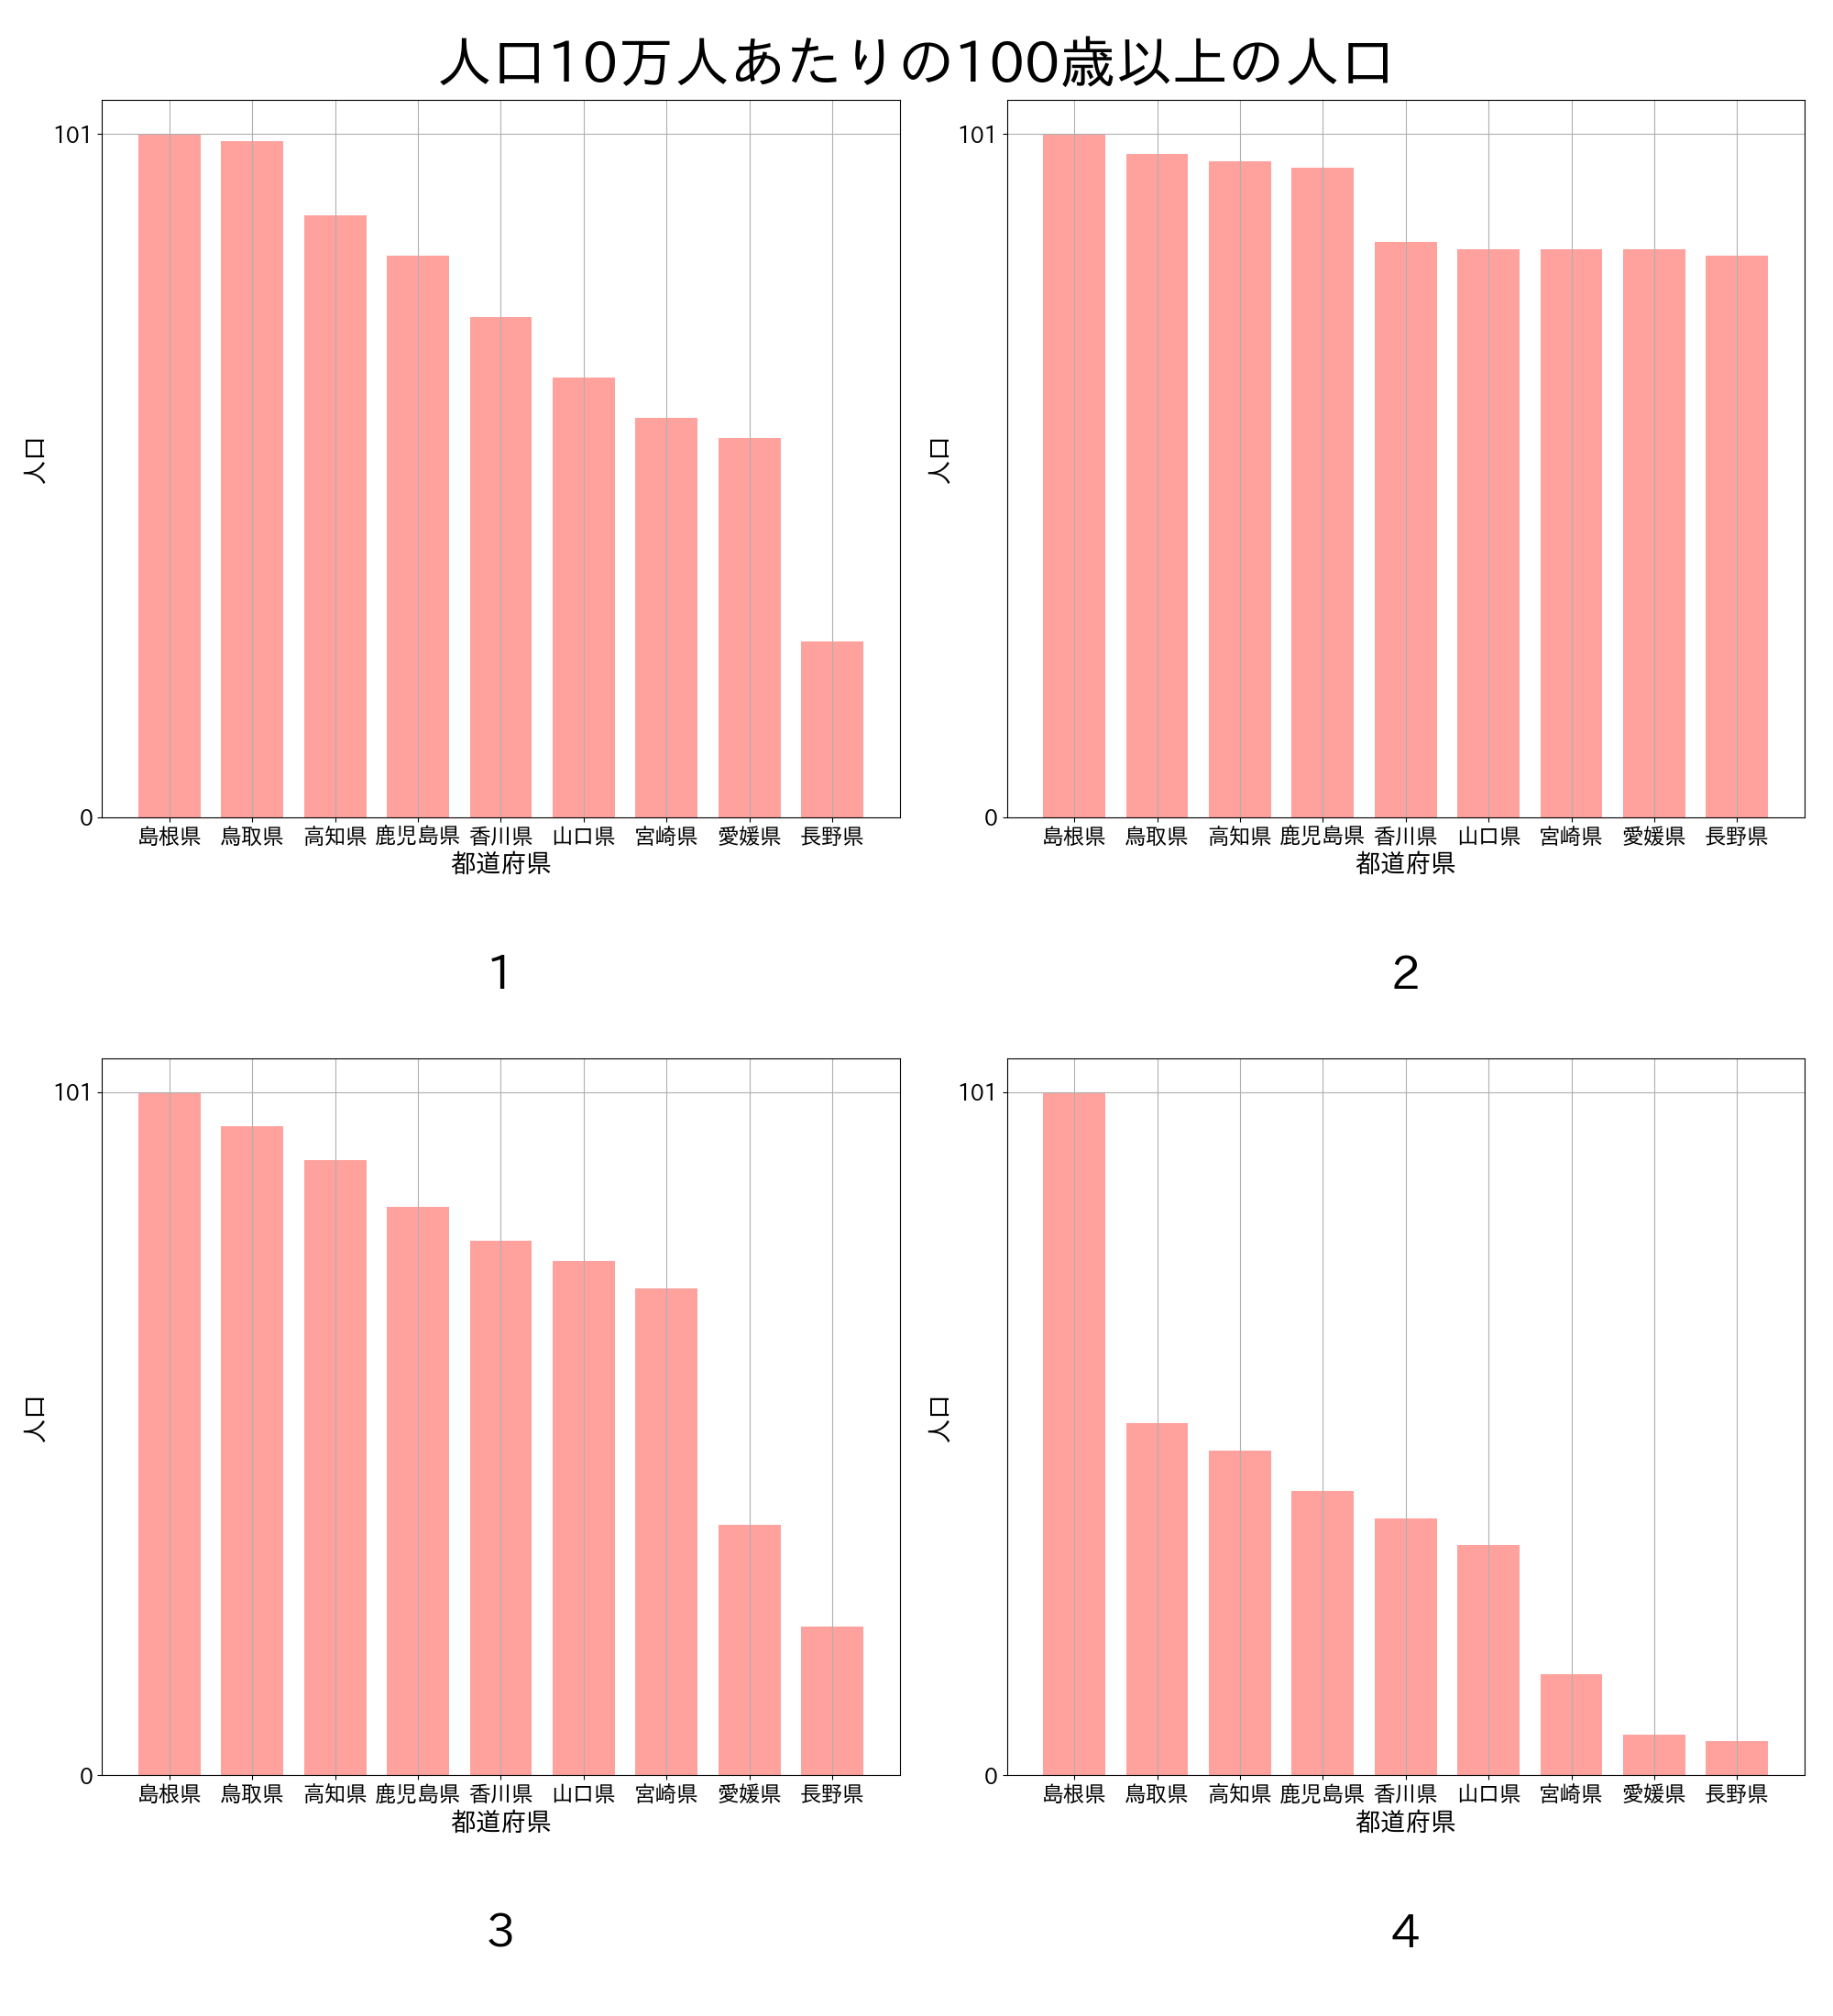 人口10万人あたりの100歳以上の人口
101
0
人口
島根県 鳥取県 高知県 鹿児島県 香川県 山口県 宮崎県 愛媛県 長野県
都道府県
1
101
0
人口
島根県 鳥取県 高知県 鹿児島県 香川県 山口県 宮崎県 愛媛県 長野県
都道府県
2
101
0
人口
島根県 鳥取県 高知県 鹿児島県 香川県 山口県 宮崎県 愛媛県 長野県
都道府県
3
101
0
人口
島根県 鳥取県 高知県 鹿児島県 香川県 山口県 宮崎県 愛媛県 長野県
都道府県
4